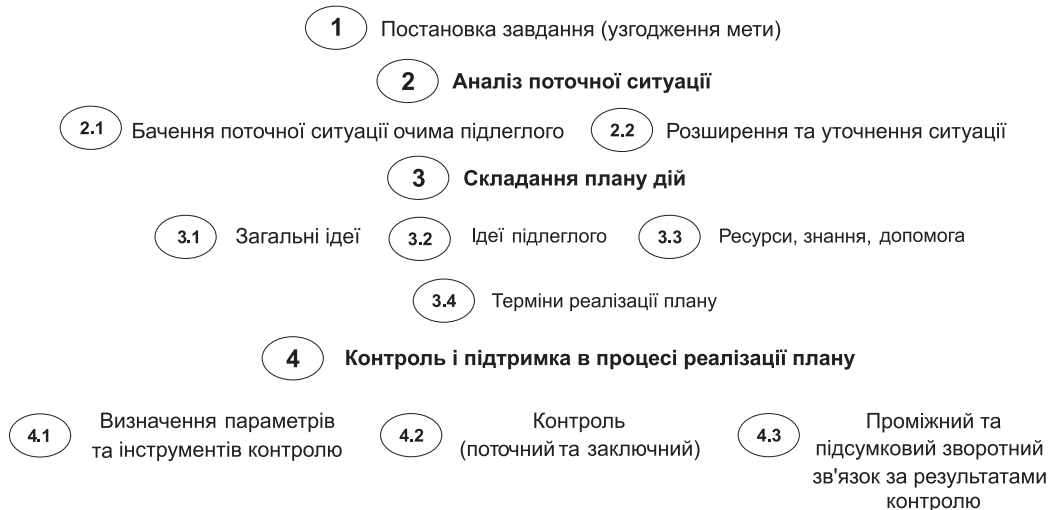 1 Постановка завдання (узгодження мети)
2 Аналіз поточної ситуації
2.1 Бачення поточної ситуації очима підлеглого 2.2 Розширення та уточнення ситуації
3 Складання плану дій
3.1 Загальні ідеї 3.2 Ідеї підлеглого 3.3 Ресурси, знання, допомога
3.4 Терміни реалізації плану
4 Контроль і підтримка в процесі реалізації плану
4.1 Визначення параметрів
та інструментів контролю
4.2 Контроль
(поточний та заключний)
4.3 Проміжний та
підсумковий зворотний
зв'язок за результатами
контролю